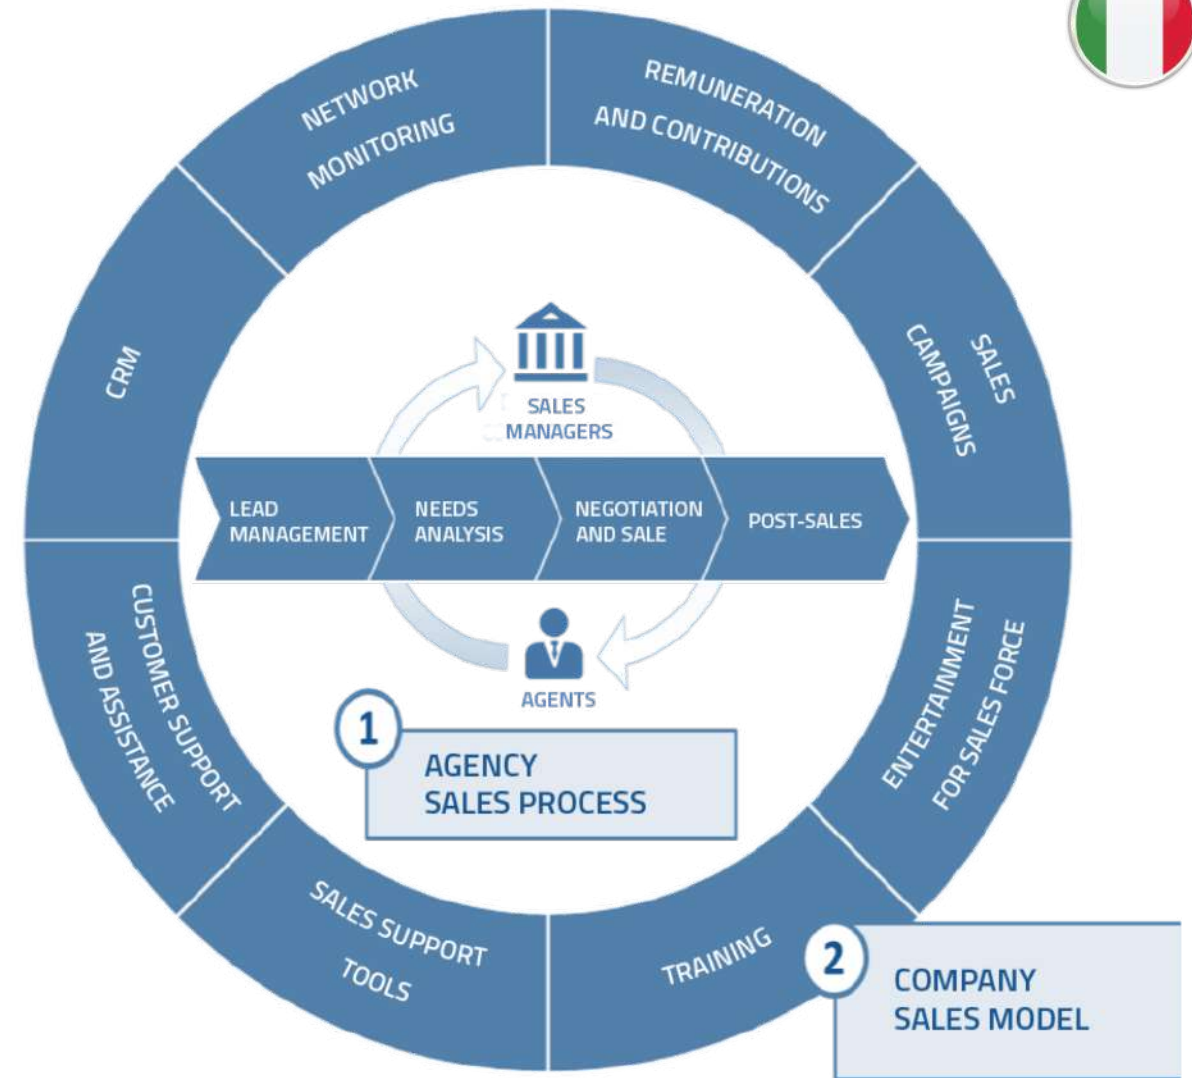 NETWORK
MONITORING
REMUNERATION
AND CONTRIBUTIONS
SALES
CAMPAIGNS
ENTERTAINMENT
FOR SALES FORCE
TRAINING
SALES SUPPORT
TOOLS
CUSTOMER SUPPORT
AND ASSISTANCE
CRM
SALES
MANAGERS
LEAD
MANAGEMENT
NEEDS
ANALYSIS
NEGOTIATION
AND SALE
POST-SALES
AGENTS
1
AGENCY
SALES PROCESS
2
COMPANY
SALES MODEL